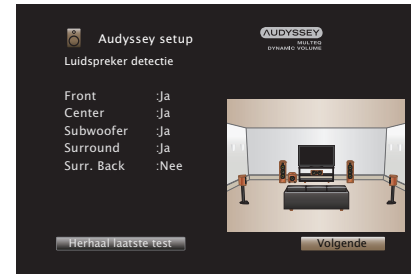 Audyssey setup
AUDYSSEY
MULTEQ
DYNAMIC VOLUME
Luidspreker detectie
Front :Ja
Center :Ja
Subwoofer :Ja
Surround :Ja
Surr. Back :Nee
Herhaal laatste test
Volgende